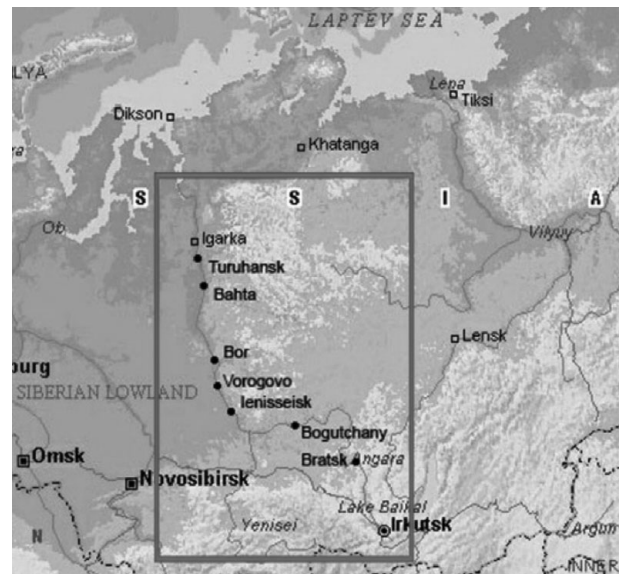 LAPTEV SEA
LYA
Lena
Tiksi
Dikson
Khatanga
S
S
I
A
Ob
Vilyuy
Igarka
Turuhansk
Bahta
Lensk
Bor
burg
SIBERIAN LOWLAND
Vorogovo
Ienisseisk
Bogutchany
Omsk
Bratsk
Angara
Novosibirsk
Lake Baikal
Yenisei
Irkutsk
Argun
N
INNER